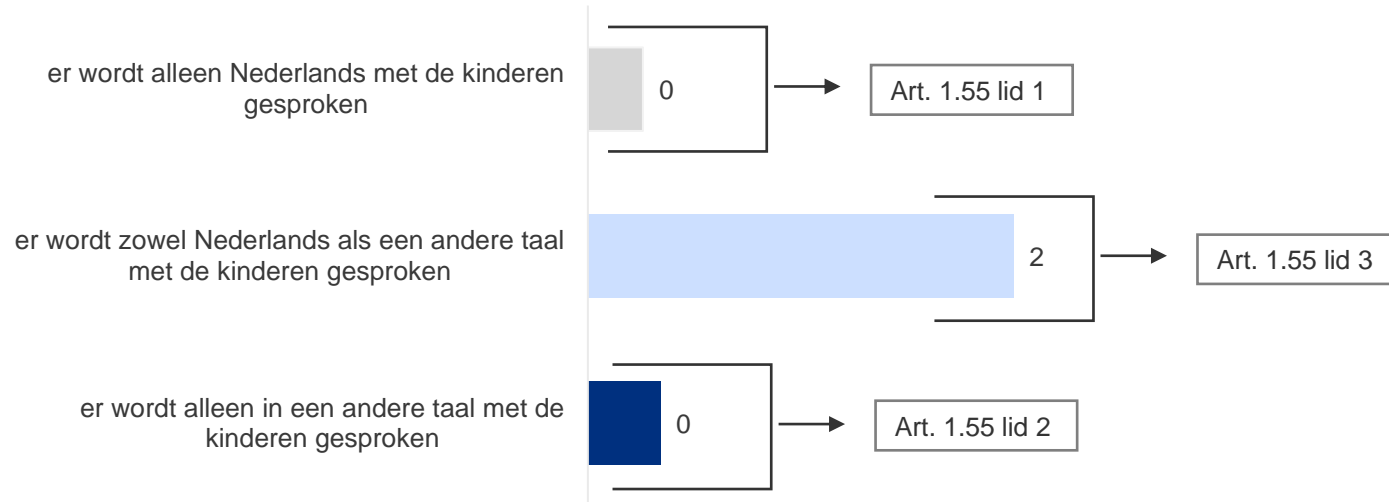 er wordt alleen Nederlands met de kinderen
gesproken
0
Art. 1.55 lid 1
er wordt zowel Nederlands als een andere taal
met de kinderen gesproken
2
Art. 1.55 lid 3
er wordt alleen in een andere taal met de
kinderen gesproken
0
Art. 1.55 lid 2